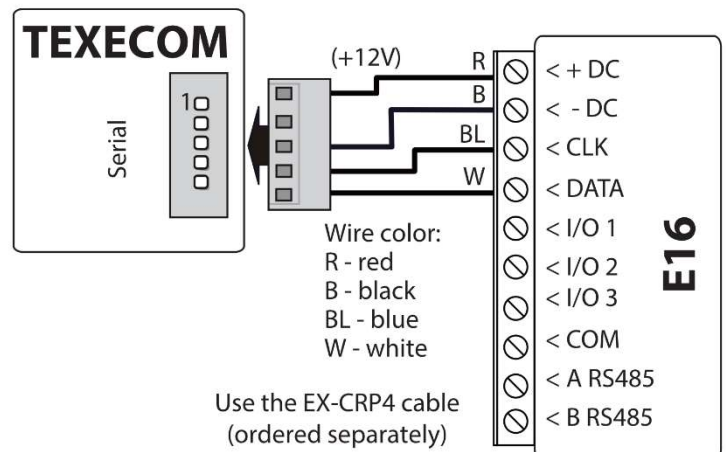 TEXECOM
Serial
1
(+12V)
R
B
BL
W
Wire color:
R - red
B - black
BL - blue
W - white
Use the EX-CRP4 cable
(ordered separately)
< + DC
< - DC
< CLK
< DATA
< I/O 1
< I/O 2
< I/O 3
< COM
< A RS485
< B RS485
E16